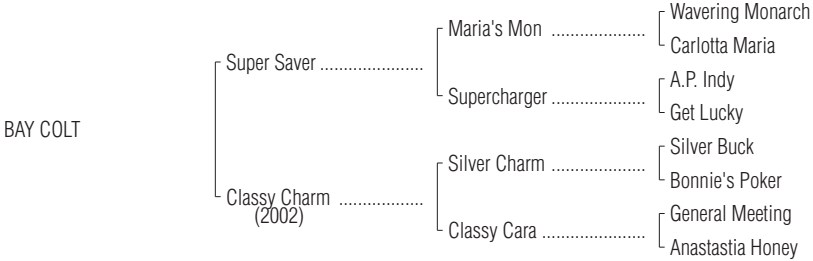 Wavering Monarch
Maria's Mon ....................
Carlotta Maria
Super Saver ......................
A.P. Indy
Supercharger ....................
Get Lucky
BAY COLT
Silver Buck
Silver Charm ....................
Bonnie's Poker
Classy Charm ..................
(2002)
General Meeting
Classy Cara ......................
Anastastia Honey